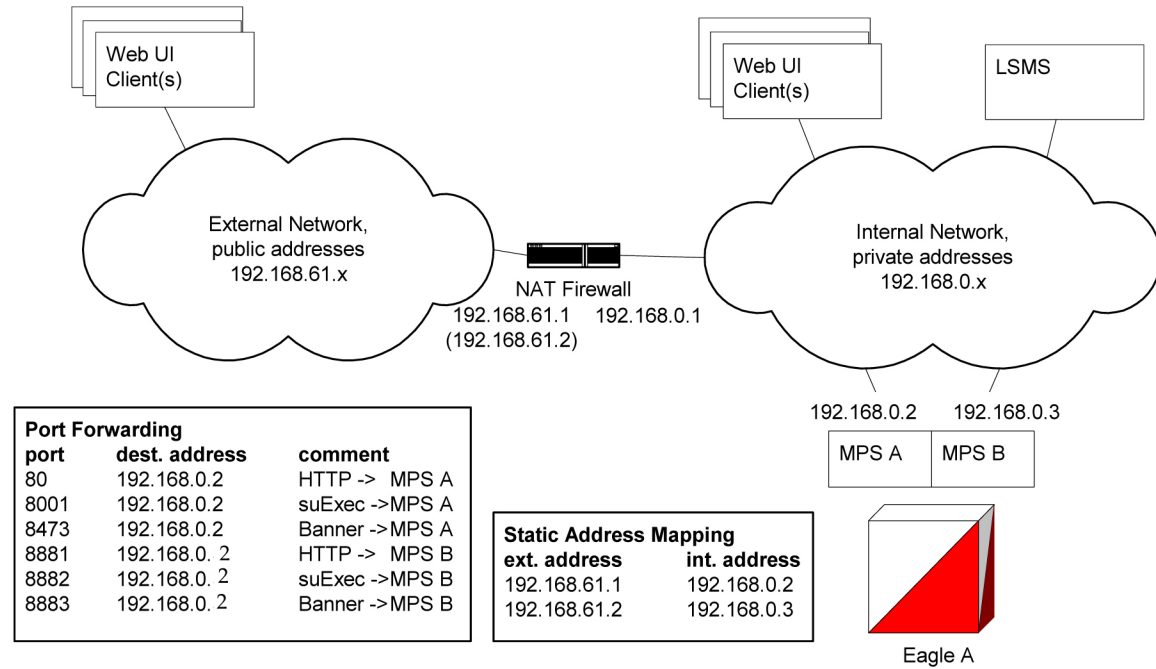 Web UI
Client(s)
Web UI
Client(s)
LSMS
External Network,
public addresses
192.168.61.x
Internal Network,
private addresses
192.168.0.x
NAT Firewall
192.168.61.1 192.168.0.1
(192.168.61.2)
192.168.0.2 192.168.0.3
MPS A MPS B
Port Forwarding
port dest. address comment
80 192.168.0.2 HTTP -> MPS A
8001 192.168.0.2 suExec ->MPS A
8473 192.168.0.2 Banner ->MPS A
8881 192.168.0. 2 HTTP -> MPS B
8882 192.168.0. 2 suExec ->MPS B
8883 192.168.0. 2 Banner ->MPS B
Static Address Mapping
ext. address int. address
192.168.61.1 192.168.0.2
192.168.61.2 192.168.0.3
Eagle A